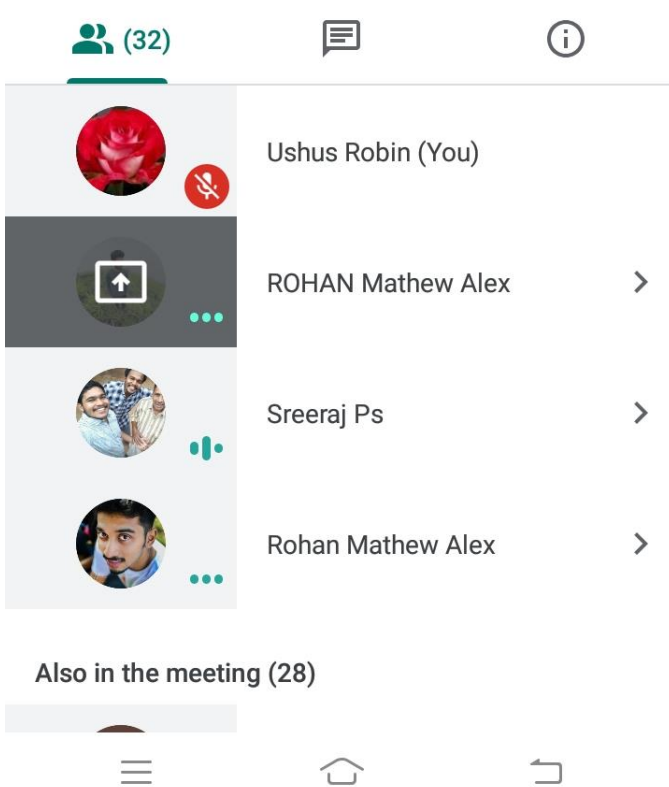 (32)
Ushus Robin (You)
ROHAN Mathew Alex
Sreeraj Ps
Rohan Mathew Alex
Also in the meeting (28)